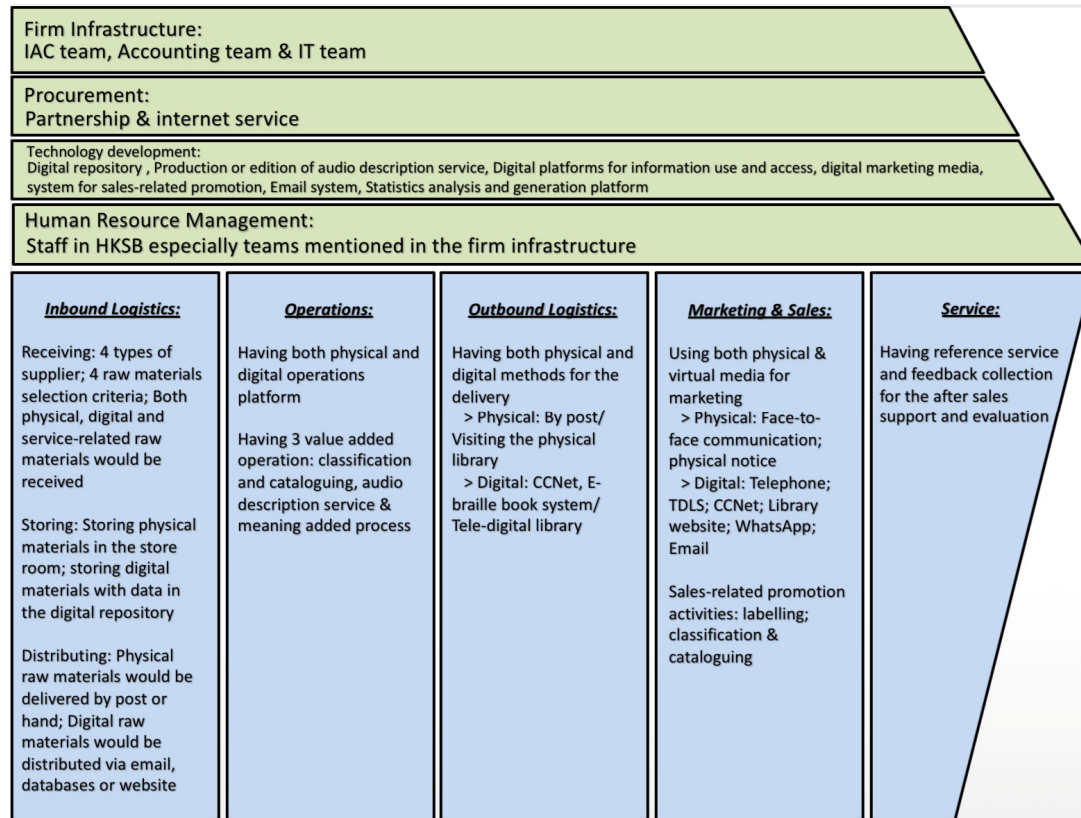 Firm Infrastructure:
IAC team, Accounting team & IT team
Procurement:
Partnership & internet service
Technology development:
Digital repository , Production or edition of audio description service, Digital platforms for information use and access, digital marketing media,
system for sales-related promotion, Email system, Statistics analysis and generation platform
Human Resource Management:
Staff in HKSB especially teams mentioned in the firm infrastructure
Inbound Logistics:
Receiving: 4 types of
supplier; 4 raw materials
selection criteria; Both
physical, digital and
service-related raw
materials would be
received
Storing: Storing physical
materials in the store
room; storing digital
materials with data in
the digital repository
Distributing: Physical
raw materials would be
delivered by post or
hand; Digital raw
materials would be
distributed via email,
databases or website
Operations:
Having both physical and
digital operations
platform
Having 3 value added
operation: classification
and cataloguing, audio
description service &
meaning added process
Outbound Logistics:
Having both physical and
digital methods for the
delivery
> Physical: By post/
Visiting the physical
library
> Digital: CCNet, E-
braille book system/
Tele-digital library
Marketing & Sales:
Using both physical &
virtual media for
marketing
> Physical: Face-to-
face communication;
physical notice
> Digital: Telephone;
TDLS; CCNet; Library
website; WhatsApp;
Email
Sales-related promotion
activities: labelling;
classification &
cataloguing
Service:
Having reference service
and feedback collection
for the after sales
support and evaluation